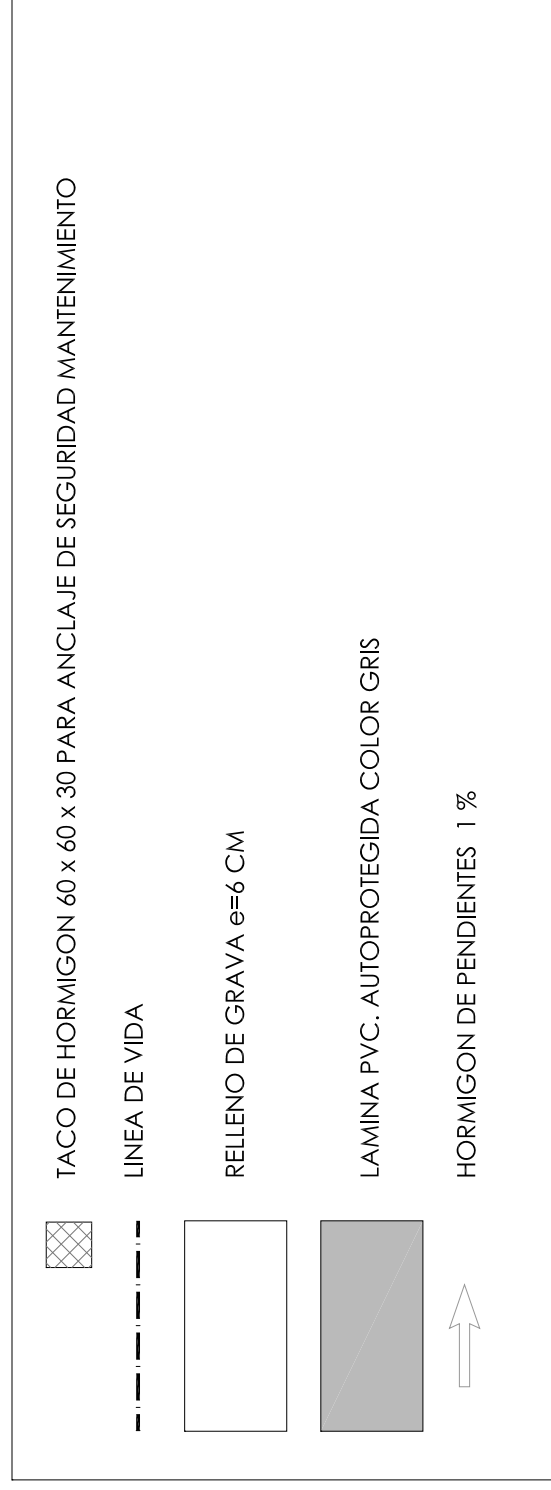 TACO DE HORMIGON 60 x 60 x 30 PARA ANCLAJE DE SEGURIDAD MANTENIMIENTO
LINEA DE VIDA
RELLENO DE GRAVA e=6 CM
LAMINA PVC. AUTOPROTEGIDA COLOR GRIS
HORMIGON DE PENDIENTES 1 %